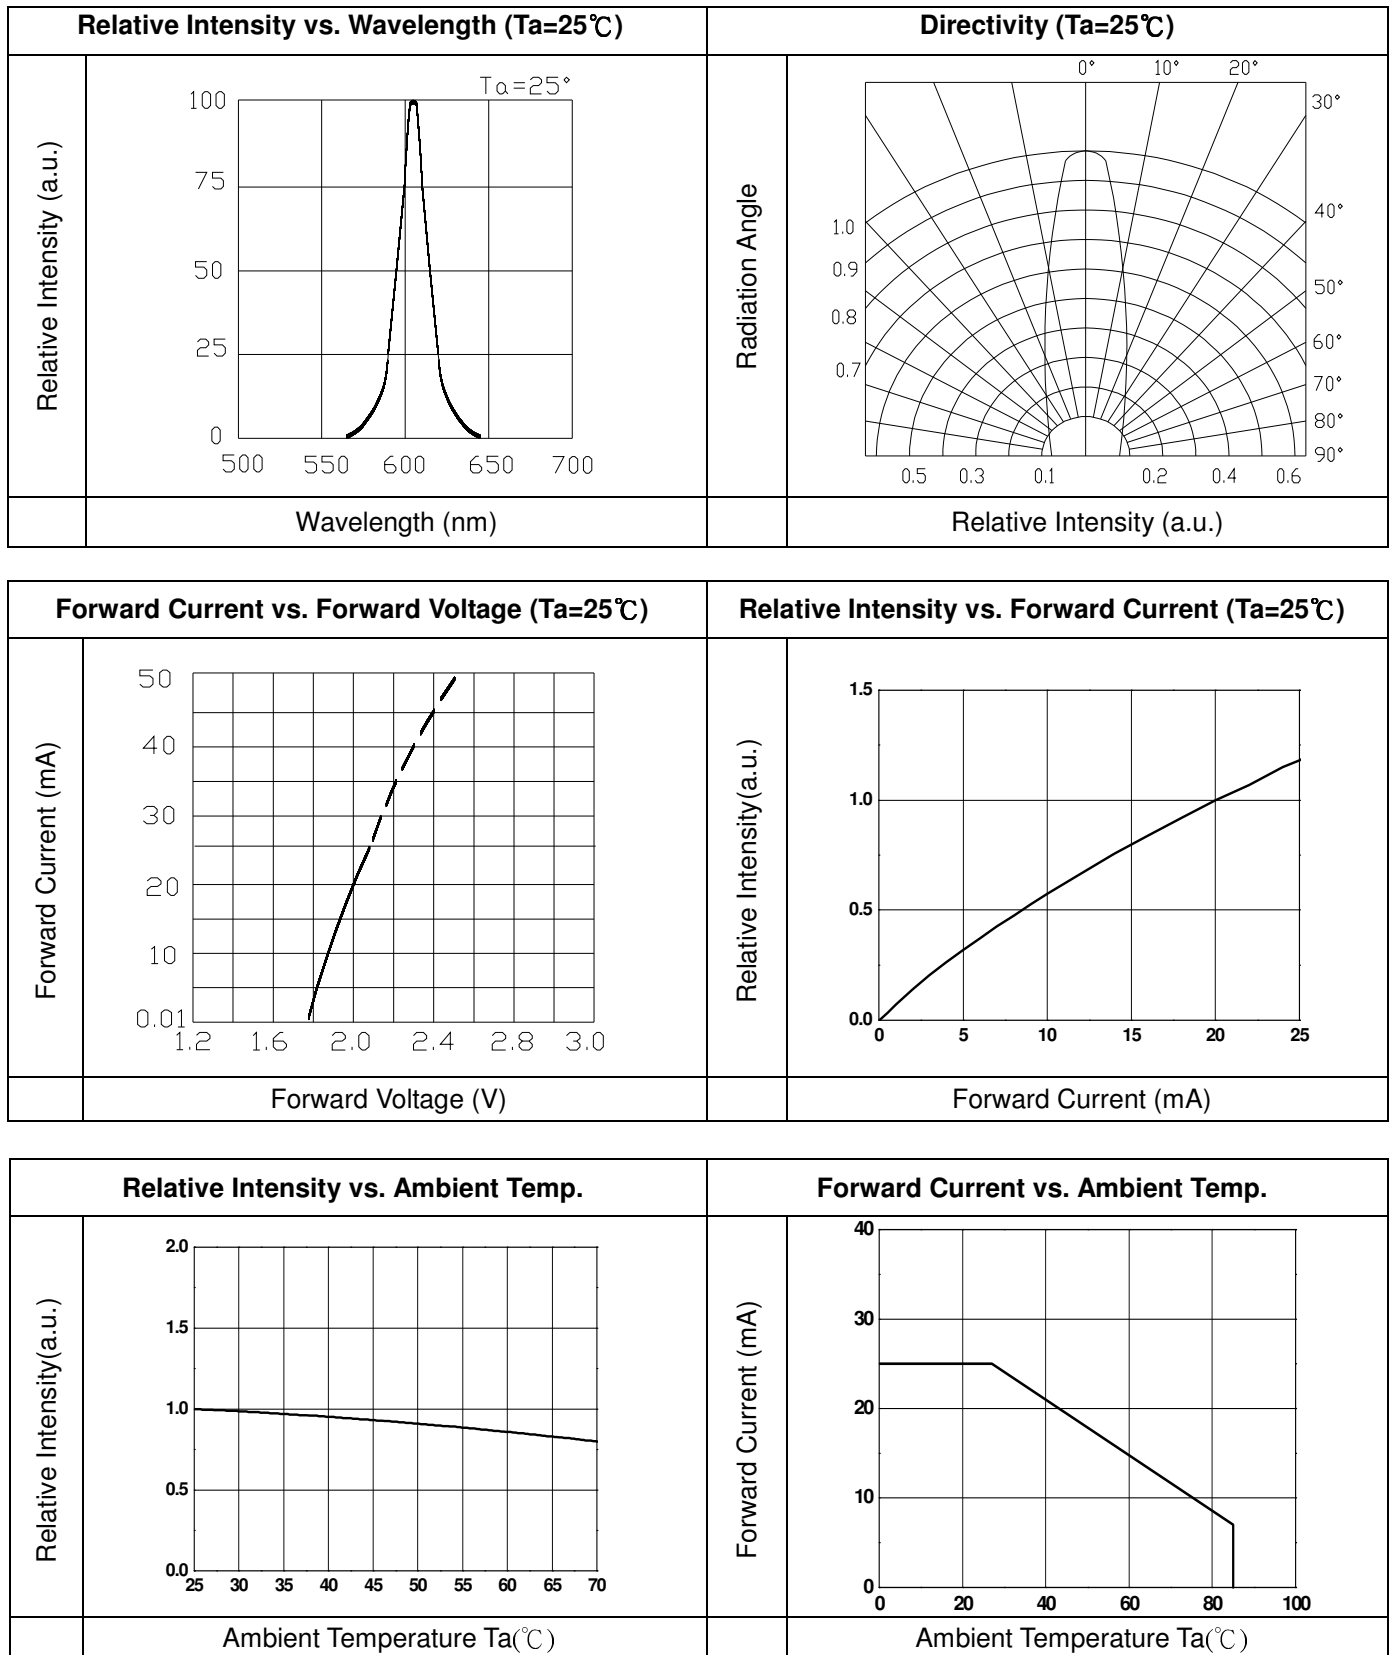 Relative Intensity vs. Wavelength (Ta=25℃)
Directivity (Ta=25℃)
Relative Intensity (a.u.)
Ta=25°
100
75
50
25
0
500 550 600 650 700
Wavelength (nm)
Radiation Angle
0° 10° 20°
30°
40°
50°
60°
70°
80°
90°
1.0
0.9
0.8
0.7
0.5 0.3 0.1 0.2 0.4 0.6
Relative Intensity (a.u.)
Forward Current vs. Forward Voltage (Ta=25℃)
Relative Intensity vs. Forward Current (Ta=25℃)
Forward Current (mA)
50
40
30
20
10
0.01
1.2 1.6 2.0 2.4 2.8 3.0
Forward Voltage (V)
Relative Intensity(a.u.)
1.5
1.0
0.5
0.0
0 5 10 15 20 25
Forward Current (mA)
Relative Intensity vs. Ambient Temp.
Forward Current vs. Ambient Temp.
Relative Intensity(a.u.)
2.0
1.5
1.0
0.5
0.0
25 30 35 40 45 50 55 60 65 70
Ambient Temperature Ta(℃)
Forward Current (mA)
40
30
20
10
0
0 20 40 60 80 100
Ambient Temperature Ta(℃)